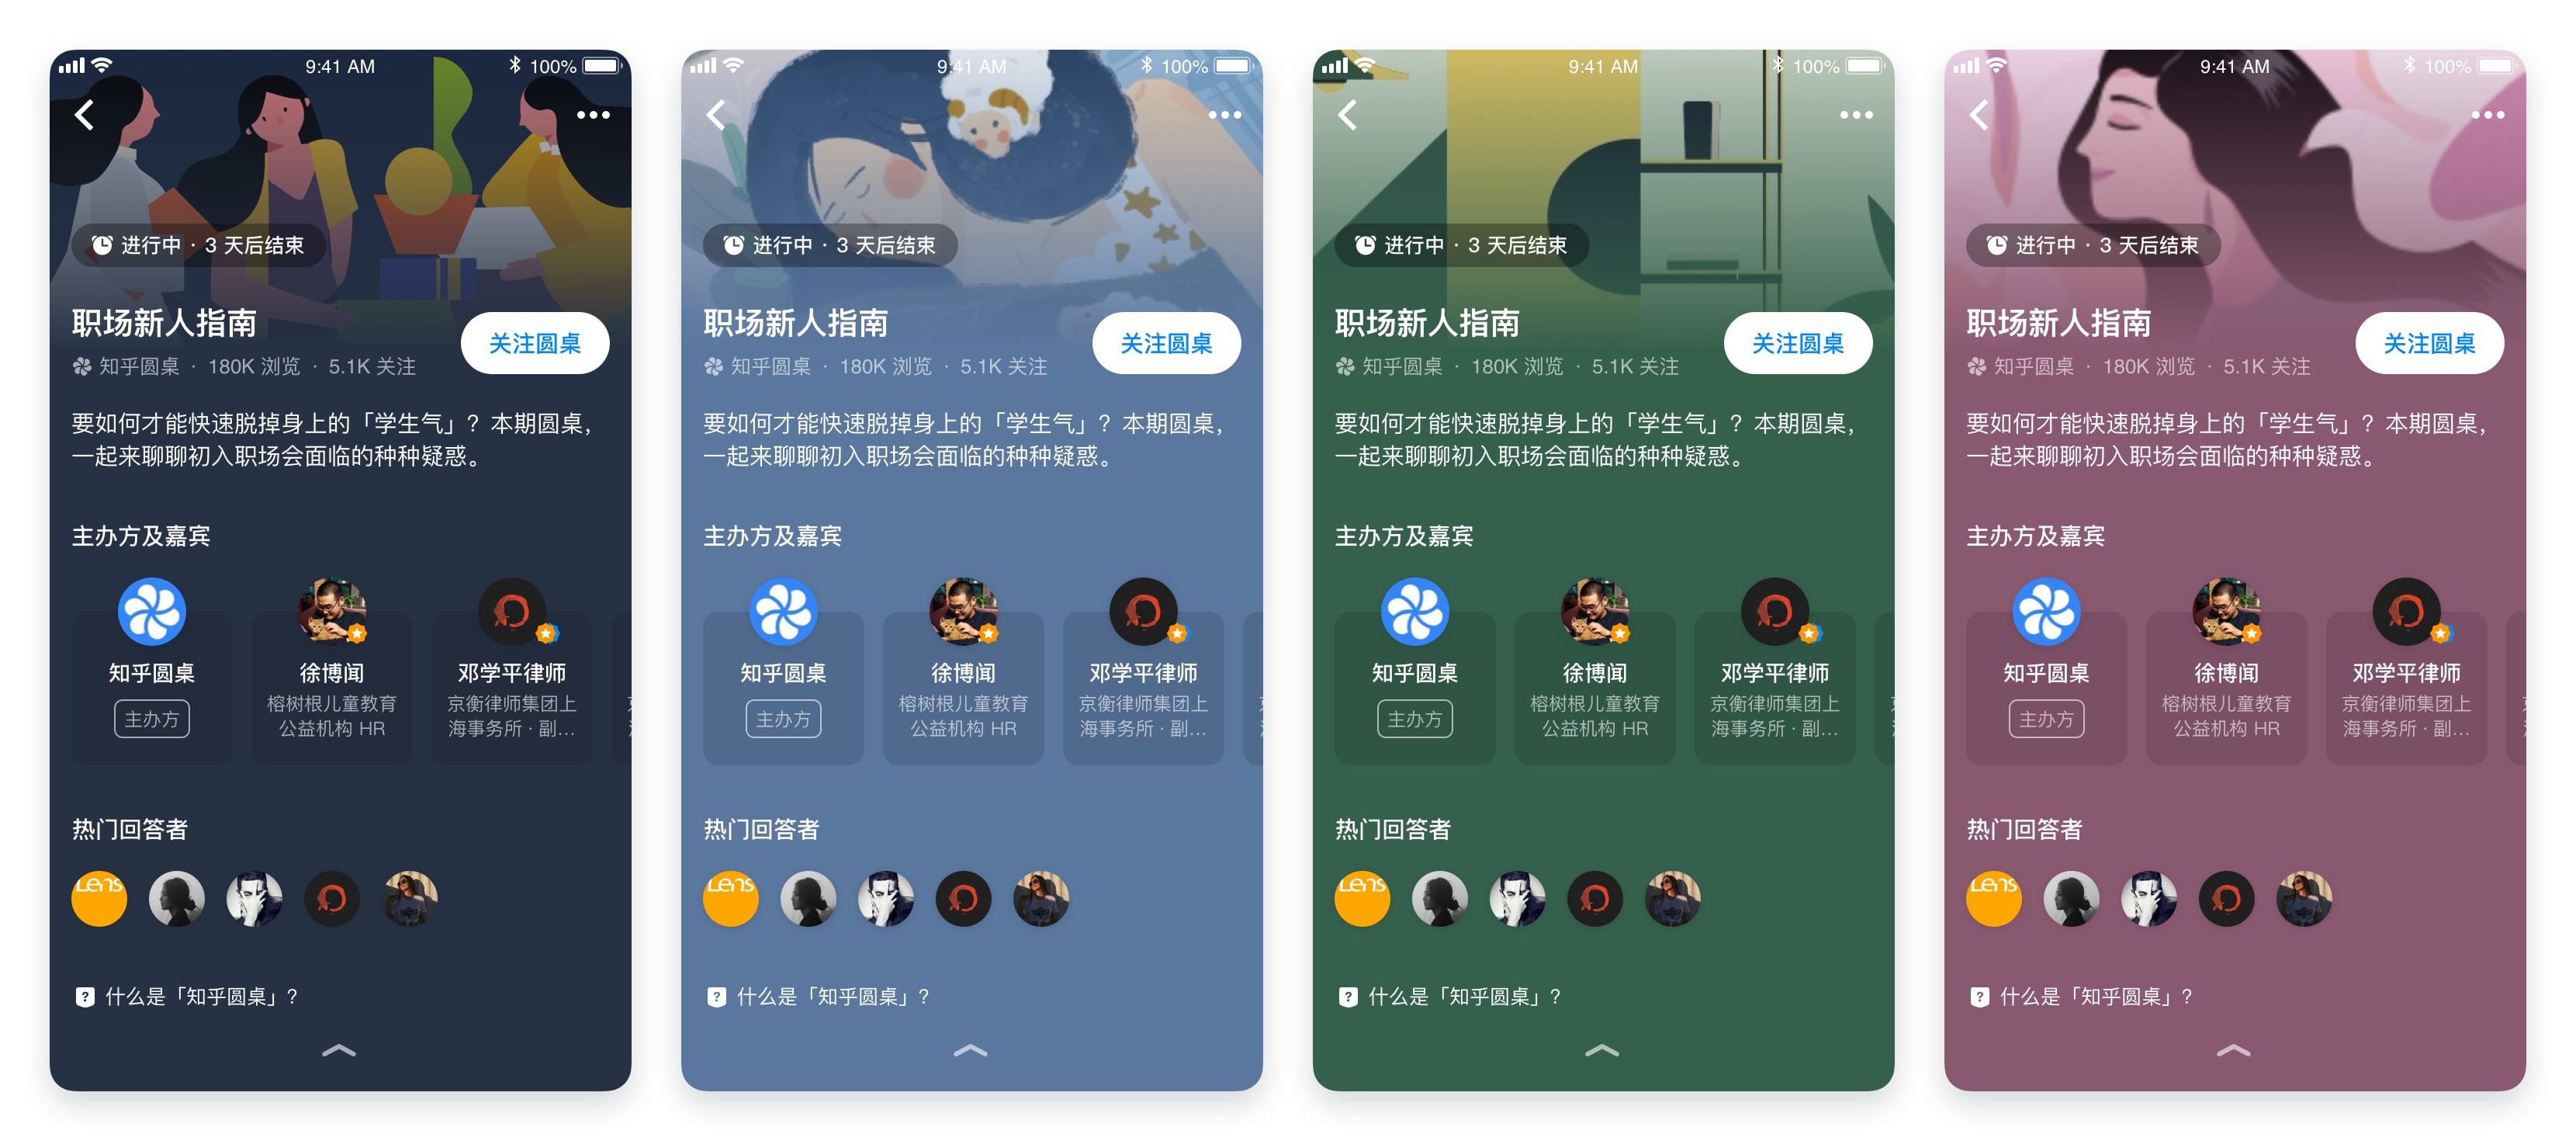 9:41 AM 100%
进行中 · 3 天后结束
职场新人指南
关注圆桌
知乎圆桌 · 180K 浏览 · 5.1K 关注
要如何才能快速脱掉身上的「学生气」? 本期圆桌,
一起来聊聊初入职场会面临的种种疑惑。
主办方及嘉宾
知乎圆桌
主办方
徐博闻
榕树根儿童教育
公益机构 HR
邓学平律师
京衡律师集团上
海事务所 · 副...
热门回答者
Lens
什么是「知乎圆桌」?
9:41 AM 100%
进行中 · 3 天后结束
职场新人指南
关注圆桌
知乎圆桌 · 180K 浏览 · 5.1K 关注
要如何才能快速脱掉身上的「学生气」? 本期圆桌,
一起来聊聊初入职场会面临的种种疑惑。
主办方及嘉宾
知乎圆桌
主办方
徐博闻
榕树根儿童教育
公益机构 HR
邓学平律师
京衡律师集团上
海事务所 · 副...
热门回答者
Lens
什么是「知乎圆桌」?
9:41 AM 100%
进行中 · 3 天后结束
职场新人指南
关注圆桌
知乎圆桌 · 180K 浏览 · 5.1K 关注
要如何才能快速脱掉身上的「学生气」? 本期圆桌,
一起来聊聊初入职场会面临的种种疑惑。
主办方及嘉宾
知乎圆桌
主办方
徐博闻
榕树根儿童教育
公益机构 HR
邓学平律师
京衡律师集团上
海事务所 · 副...
热门回答者
Lens
什么是「知乎圆桌」?
9:41 AM 100%
进行中 · 3 天后结束
职场新人指南
关注圆桌
知乎圆桌 · 180K 浏览 · 5.1K 关注
要如何才能快速脱掉身上的「学生气」? 本期圆桌,
一起来聊聊初入职场会面临的种种疑惑。
主办方及嘉宾
知乎圆桌
主办方
徐博闻
榕树根儿童教育
公益机构 HR
邓学平律师
京衡律师集团上
海事务所 · 副...
热门回答者
Lens
什么是「知乎圆桌」?